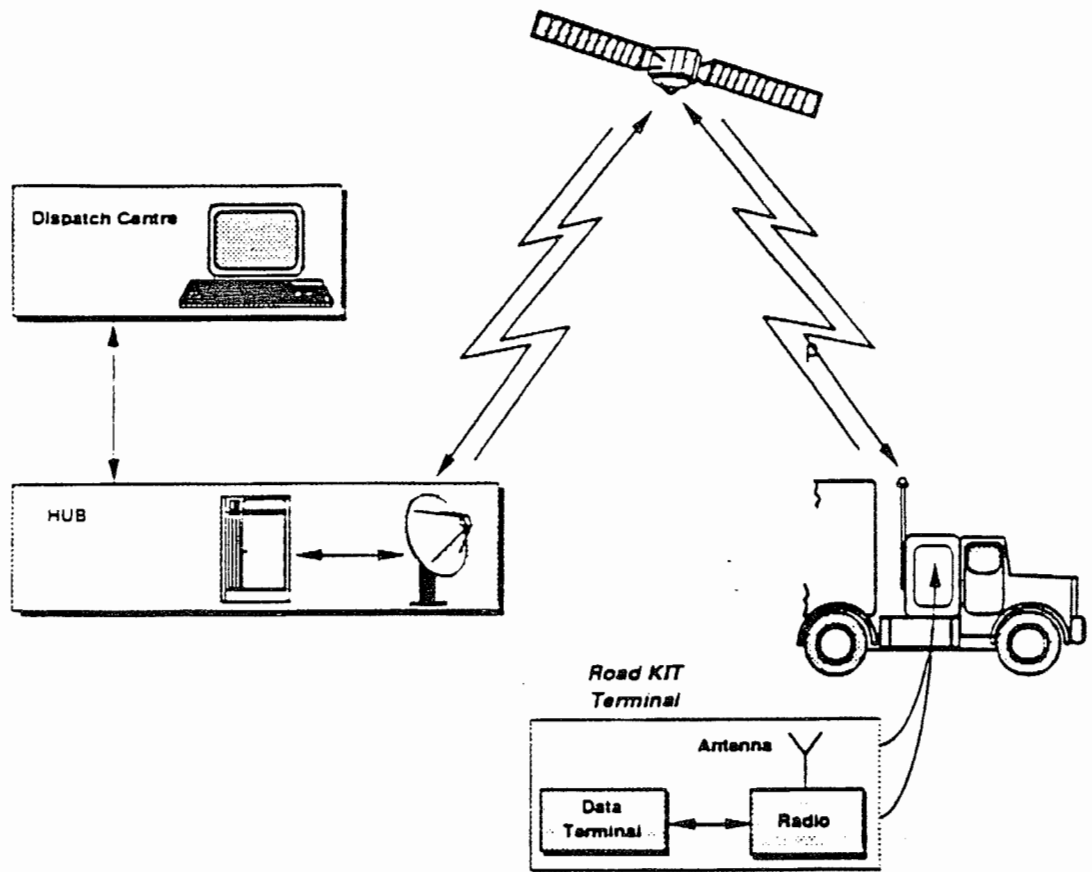 Dispatch Centre
HUB
Road KIT
Terminal
Antenna
Data
Terminal
Radio